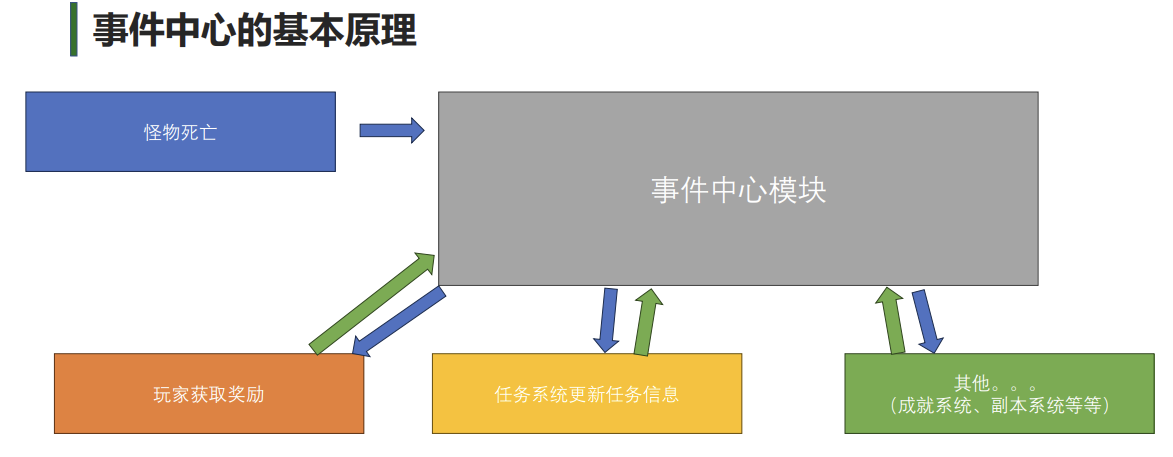 事件中心的基本原理
怪物死亡
事件中心模块
玩家获取奖励
任务系统更新任务信息
其他。。。
（成就系统、副本系统等等）